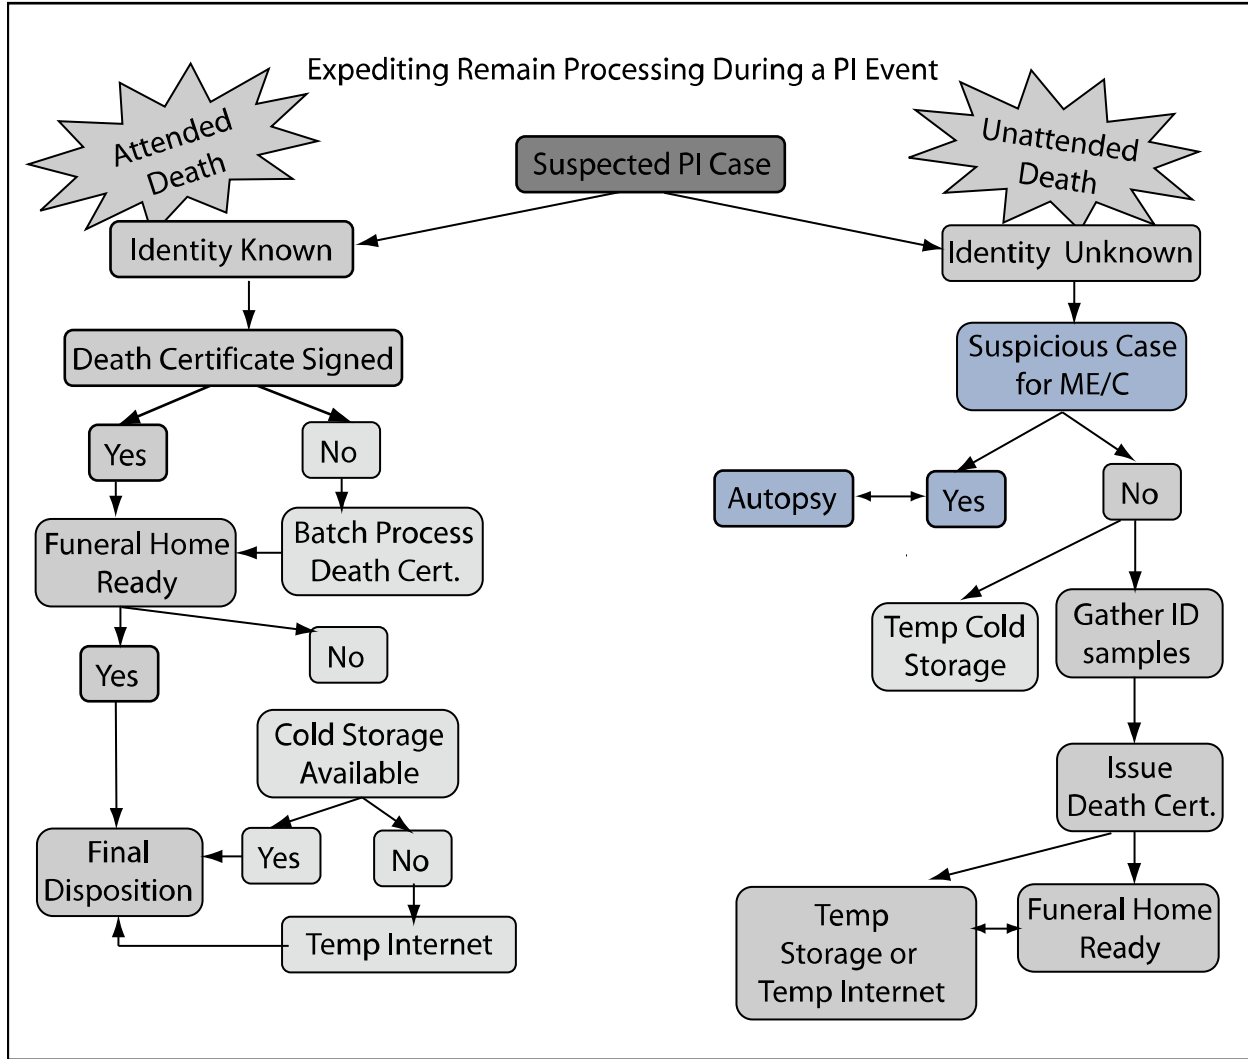 Expediting Remain Processing During a PI Event
Attended
Death
Suspected PI Case
Unattended
Death
Identity Known
Identity Unknown
Death Certificate Signed
Suspicious Case
for ME/C
Yes
No
Autopsy
Yes
No
Funeral Home
Ready
Batch Process
Death Cert.
Temp Cold
Storage
Gather ID
samples
Yes
No
Cold Storage
Available
Issue
Death Cert.
Final
Disposition
Yes
No
Temp Internet
Temp
Storage or
Temp Internet
Funeral Home
Ready